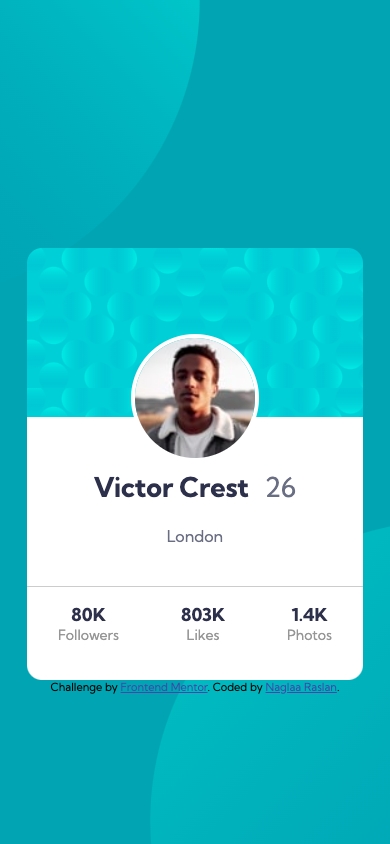 Victor Crest 26
London
80K 803K 1.4K
Followers Likes Photos
Challenge by Frontend Mentor. Coded by Naglaa Raslan.